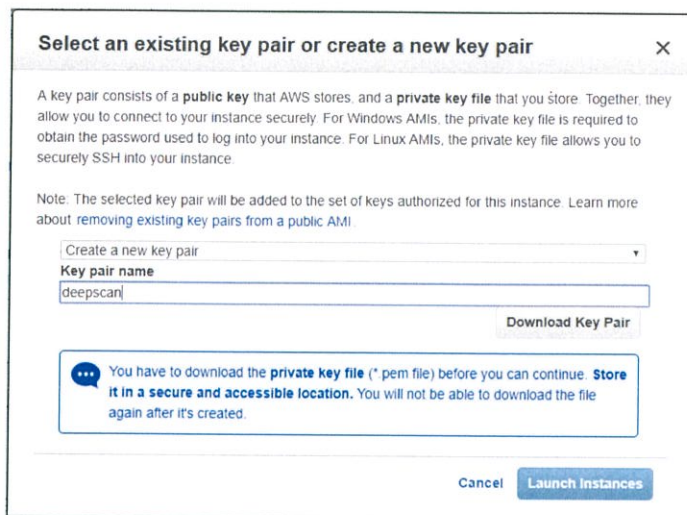 Select an existing key pair or create a new key pair
A key pair consists of a public key that AWS stores, and a private key file that you store. Together, they
allow you to connect to your instance securely. For Windows AMIs, the private key file is required to
obtain the password used to log into your instance. For Linux AMIs, the private key file allows you to
securely SSH into your instance.
Note: The selected key pair will be added to the set of keys authorized for this instance. Learn more
about removing existing key pairs from a public AMI.
Create a new key pair
Key pair name
deepscan
Download Key Pair
You have to download the private key file (*.pem file) before you can continue. Store
it in a secure and accessible location. You will not be able to download the file
again after it's created.
Cancel
Launch Instances